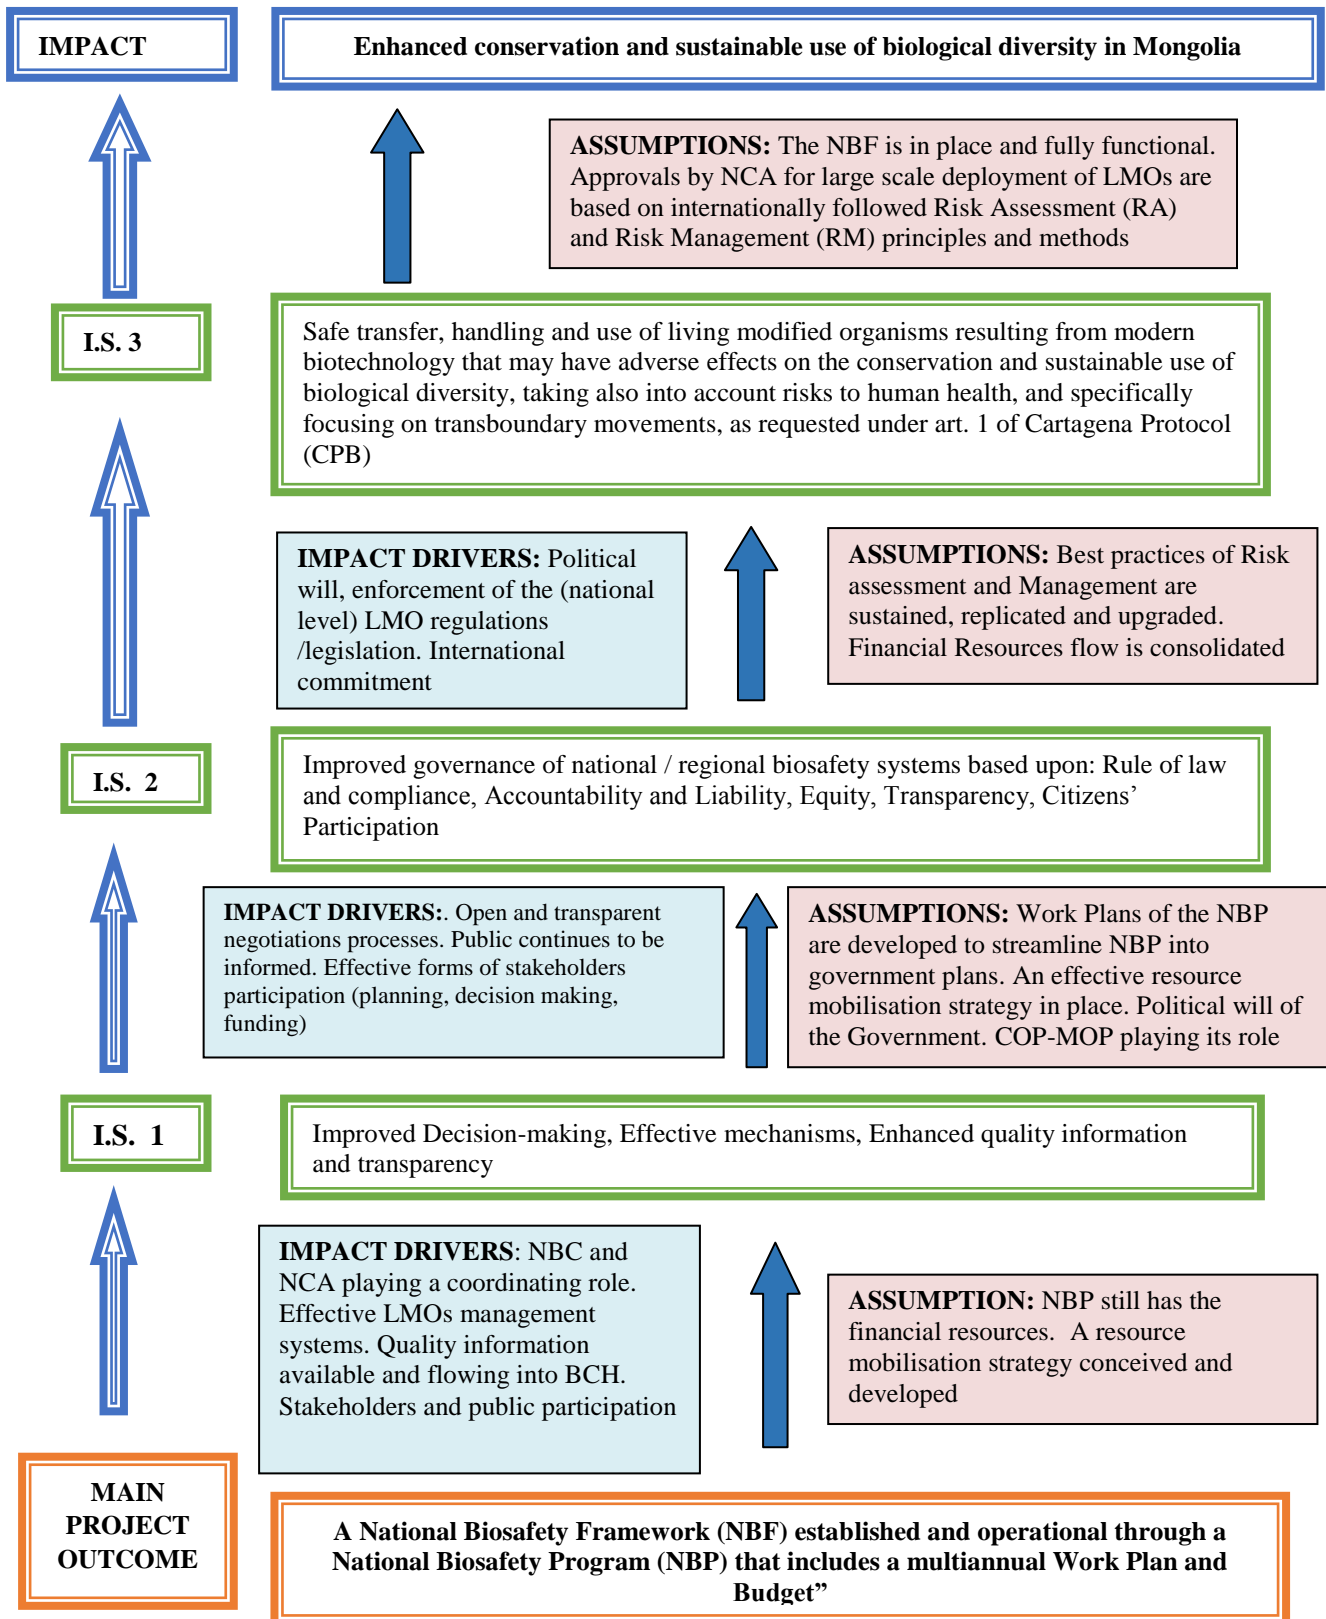 IMPACT
Enhanced conservation and sustainable use of biological diversity in Mongolia
ASSUMPTIONS: The NBF is in place and fully functional.
Approvals by NCA for large scale deployment of LMOs are
based on internationally followed Risk Assessment (RA)
and Risk Management (RM) principles and methods
I.S. 3
Safe transfer, handling and use of living modified organisms resulting from modern
biotechnology that may have adverse effects on the conservation and sustainable use of
biological diversity, taking also into account risks to human health, and specifically
focusing on transboundary movements, as requested under art. 1 of Cartagena Protocol
(CPB)
IMPACT DRIVERS: Political
will, enforcement of the (national
level) LMO regulations
/legislation. International
commitment
ASSUMPTIONS: Best practices of Risk
assessment and Management are
sustained, replicated and upgraded.
Financial Resources flow is consolidated
I.S. 2
Improved governance of national / regional biosafety systems based upon: Rule of law
and compliance, Accountability and Liability, Equity, Transparency, Citizens’
Participation
IMPACT DRIVERS:. Open and transparent
negotiations processes. Public continues to be
informed. Effective forms of stakeholders
participation (planning, decision making,
funding)
ASSUMPTIONS: Work Plans of the NBP
are developed to streamline NBP into
government plans. An effective resource
mobilisation strategy in place. Political will of
the Government. COP-MOP playing its role
I.S. 1
Improved Decision-making, Effective mechanisms, Enhanced quality information
and transparency
IMPACT DRIVERS: NBC and
NCA playing a coordinating role.
Effective LMOs management
systems. Quality information
available and flowing into BCH.
Stakeholders and public participation
ASSUMPTION: NBP still has the
financial resources. A resource
mobilisation strategy conceived and
developed
MAIN
PROJECT
OUTCOME
A National Biosafety Framework (NBF) established and operational through a
National Biosafety Program (NBP) that includes a multiannual Work Plan and
Budget”